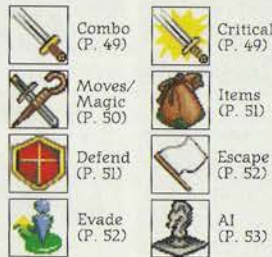 Combo
(P. 49)
Critical
(P. 49)
Moves/
Magic
(P. 50)
Items
(P. 51)
Defend
(P. 51)
Escape
(P. 52)
Evade
(P. 52)
AI
(P. 53)